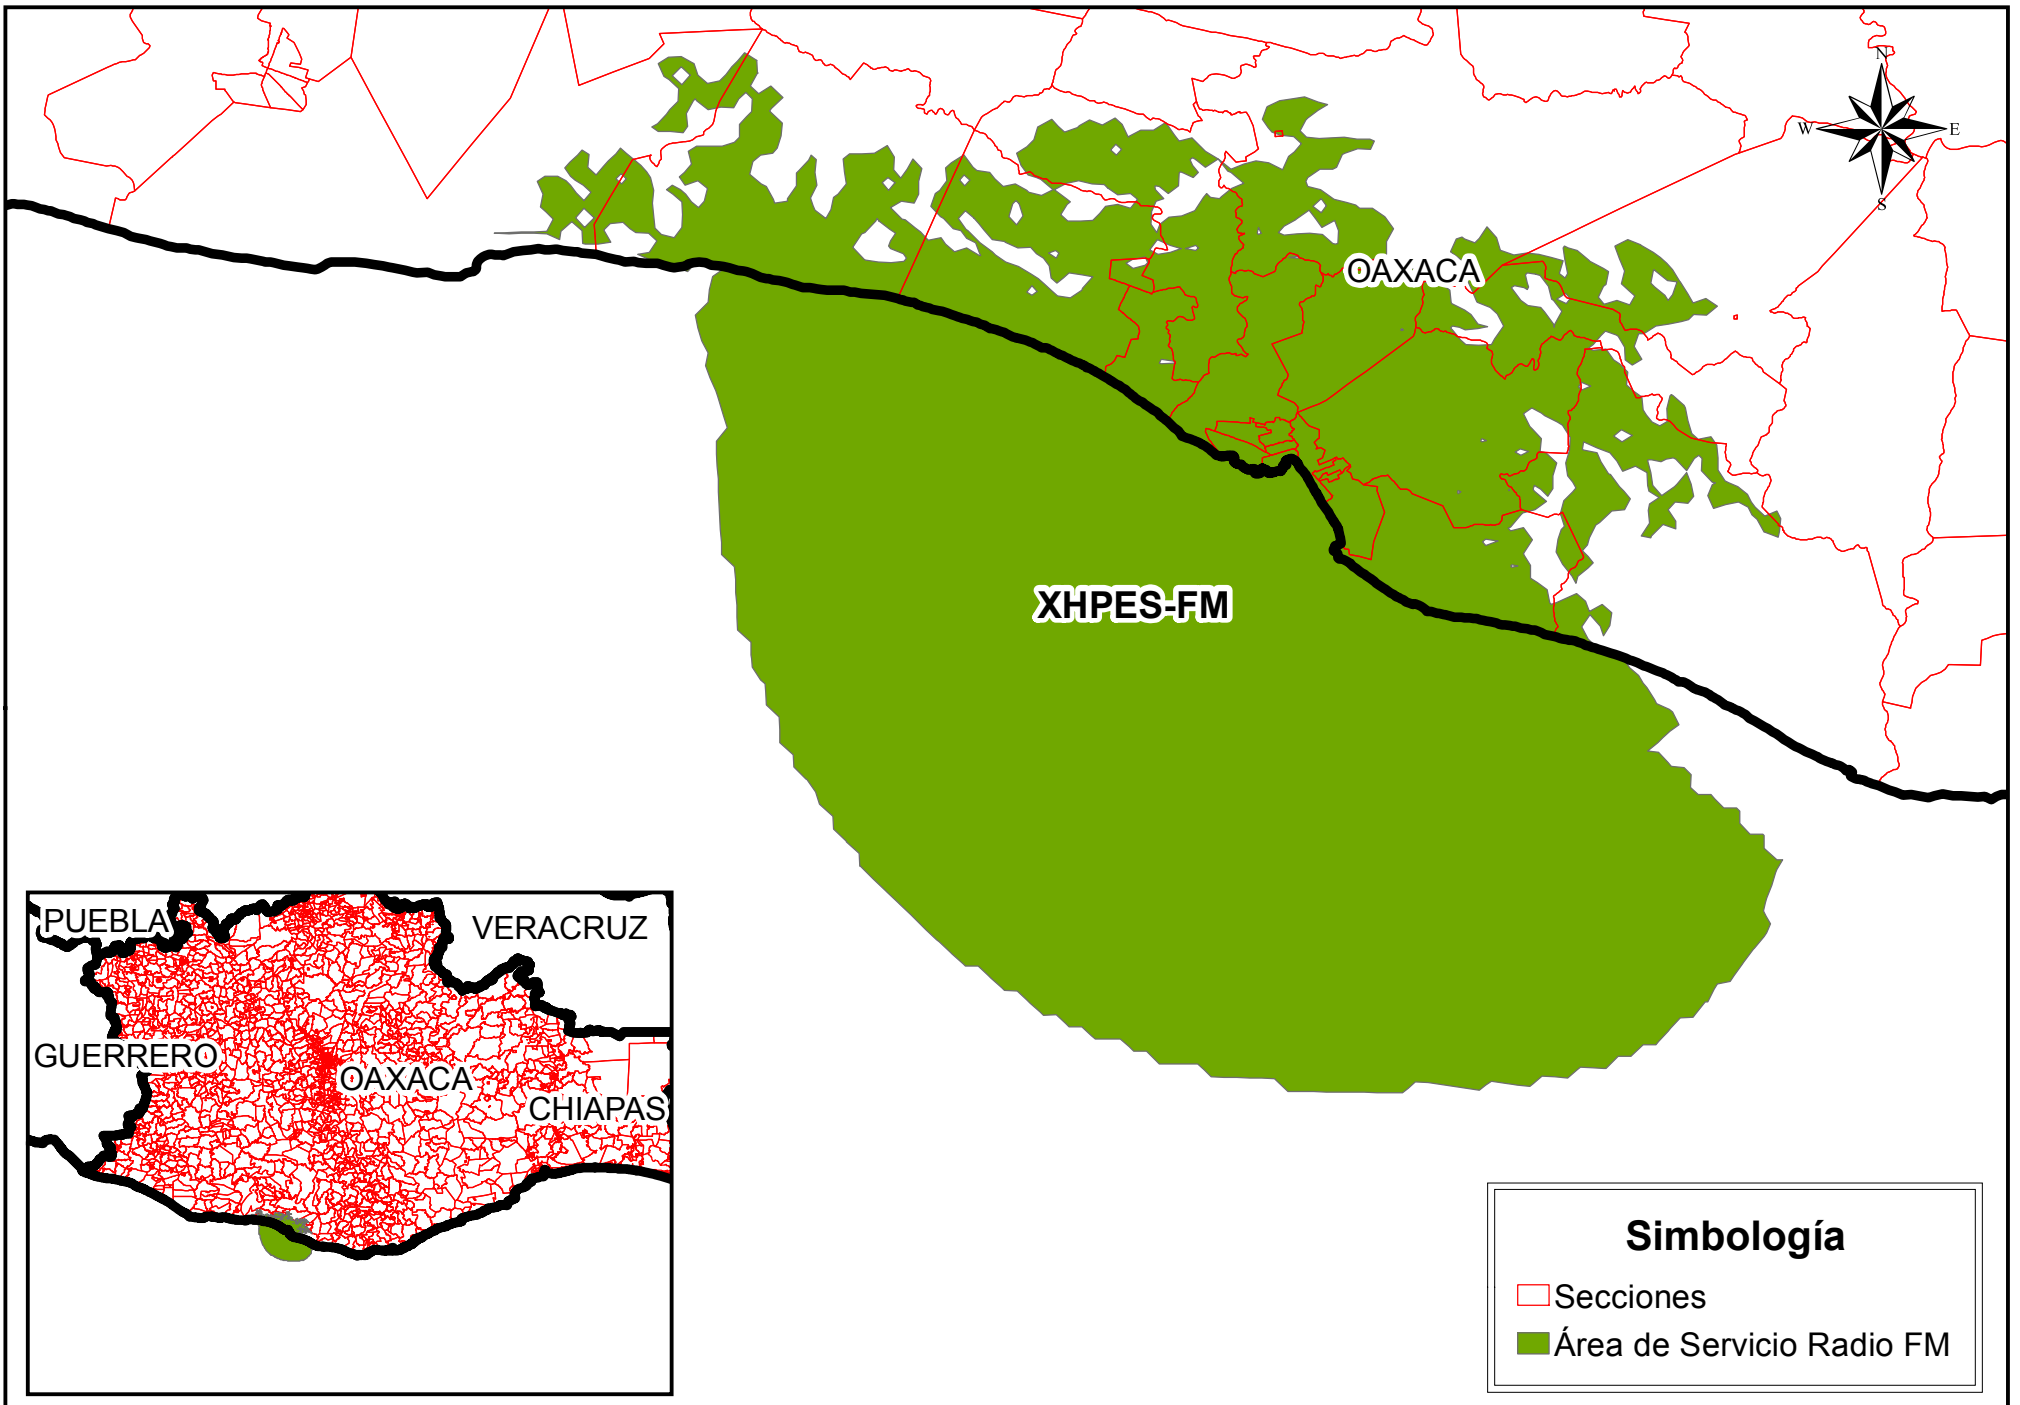 N
W E
S
OAXACA
XHPES-FM
PUEBLA
VERACRUZ
GUERRERO
OAXACA
CHIAPAS
Simbología
Secciones
Área de Servicio Radio FM